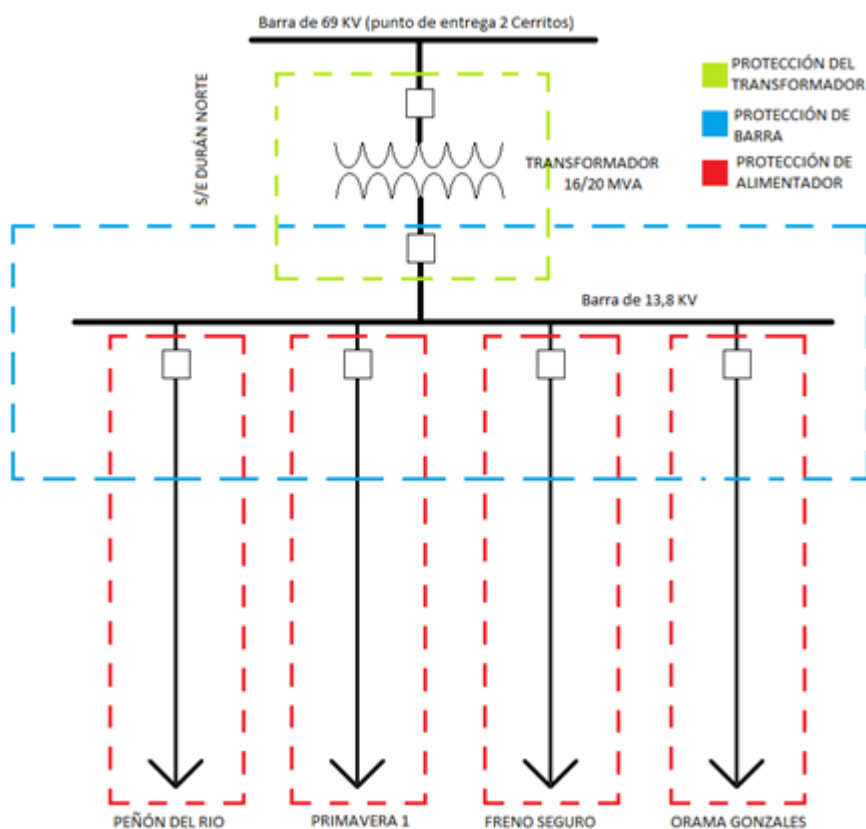 Barra de 69 KV (punto de entrega 2 Cerritos)
PROTECCIÓN DEL
TRANSFORMADOR
PROTECCIÓN DE
BARRA
PROTECCIÓN DE
ALIMENTADOR
S/E DURÁN NORTE
TRANSFORMADOR
16/20 MVA
Barra de 13,8 KV
PEÑÓN DEL RIO
PRIMAVERA 1
FRENO SEGURO
ORAMA GONZALES